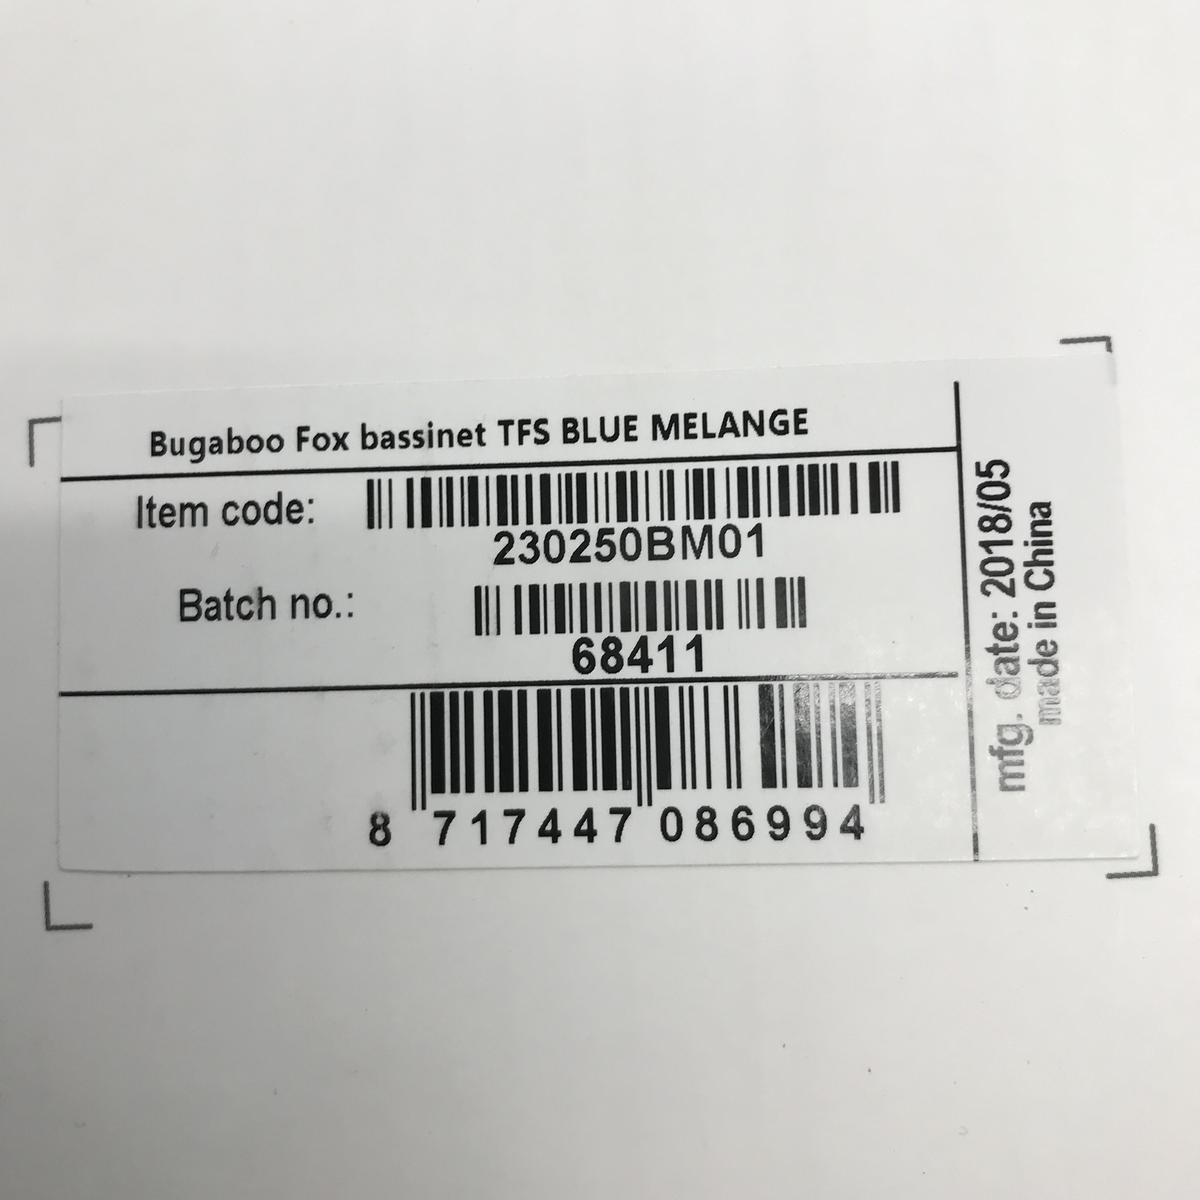 Bugaboo Fox bassinet TFS BLUE MELANGE
Item code:
230250BM01
Batch no.:
68411
8 717447 086994
mfg. date: 2018/05
made in China